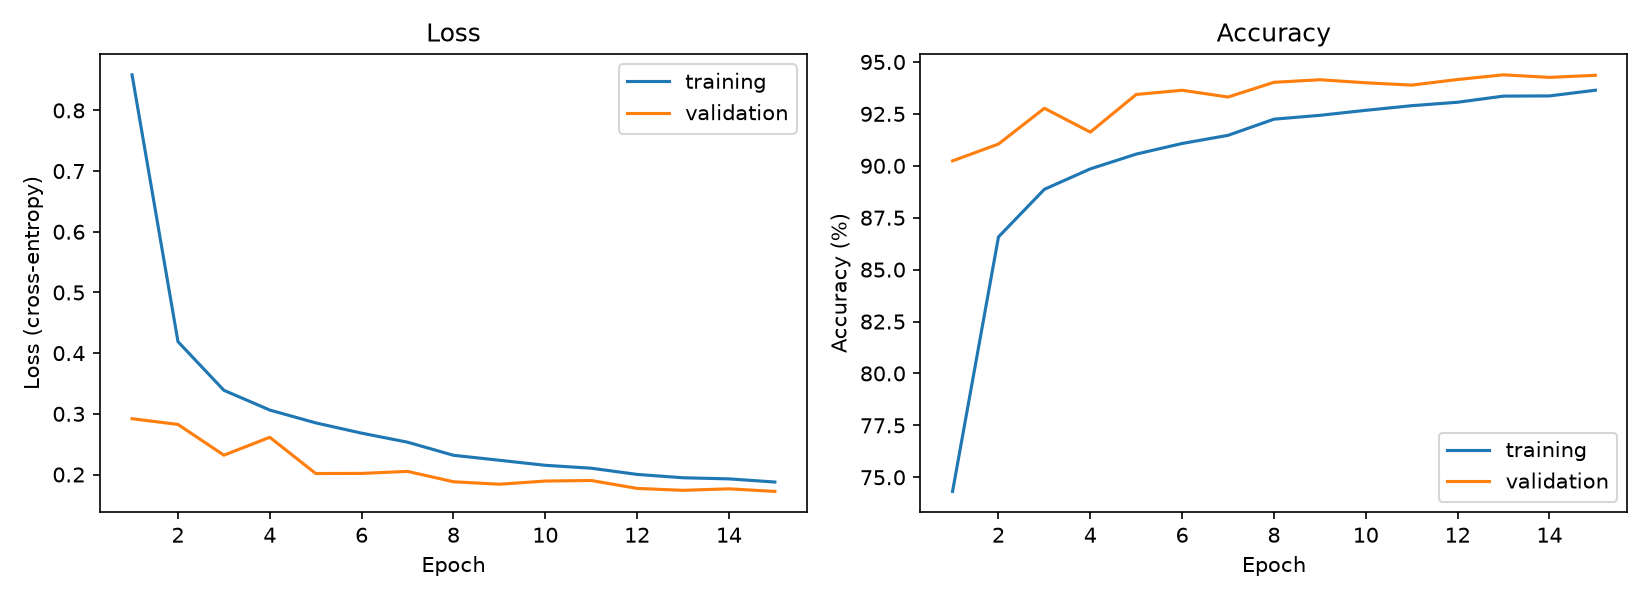 Loss
Loss (cross-entropy)
0.8
0.7
0.6
0.5
0.4
0.3
0.2
training
validation
2 4 6 8 10 12 14
Epoch
Accuracy
Accuracy (%)
95.0
92.5
90.0
87.5
85.0
82.5
80.0
77.5
75.0
training
validation
2 4 6 8 10 12 14
Epoch